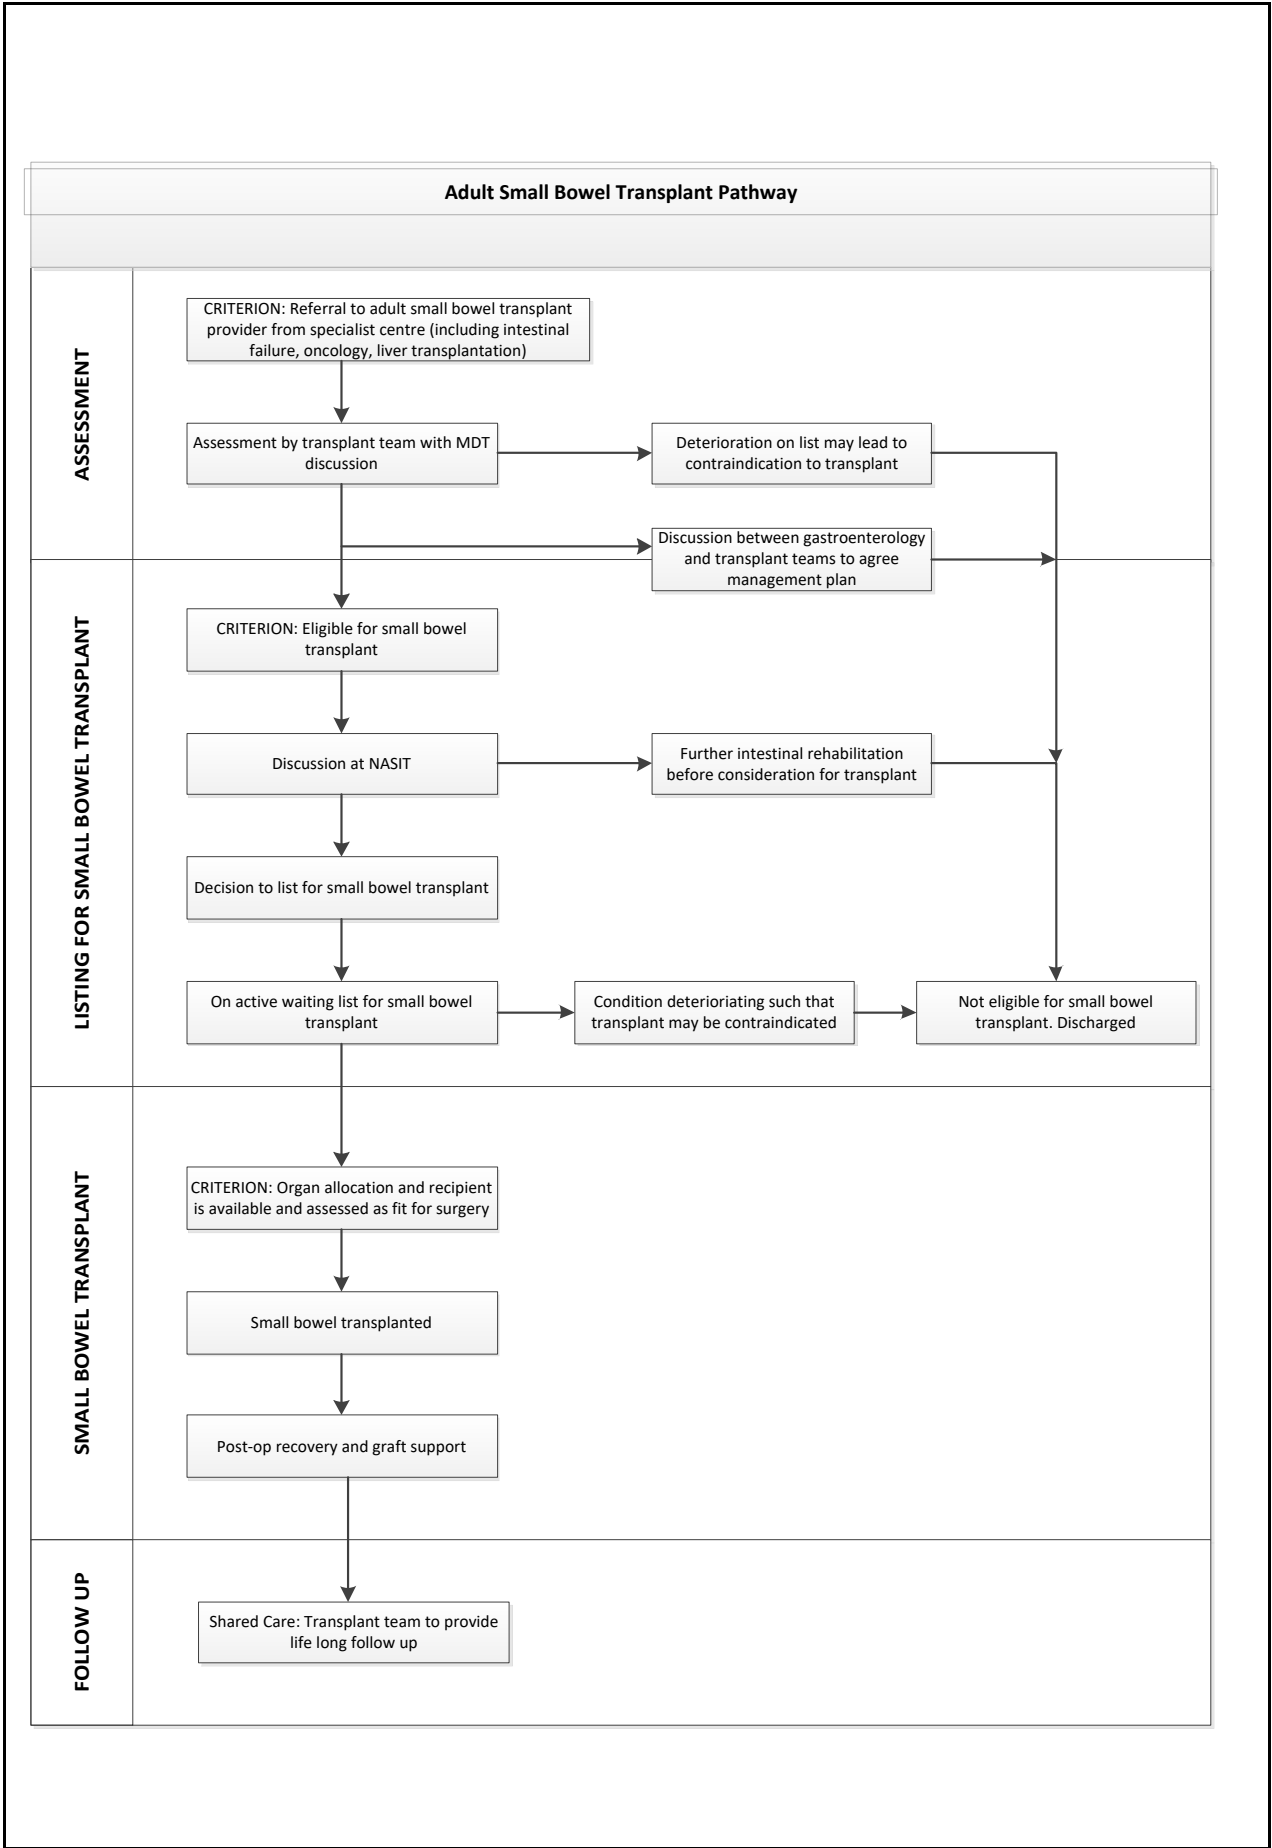 Adult Small Bowel Transplant Pathway
ASSESSMENT
CRITERION: Referral to adult small bowel transplant
provider from specialist centre (including intestinal
failure, oncology, liver transplantation)
Assessment by transplant team with MDT
discussion
Deterioration on list may lead to
contraindication to transplant
Discussion between gastroenterology
and transplant teams to agree
management plan
LISTING FOR SMALL BOWEL TRANSPLANT
CRITERION: Eligible for small bowel
transplant
Discussion at NASIT
Further intestinal rehabilitation
before consideration for transplant
Decision to list for small bowel transplant
On active waiting list for small bowel
transplant
Condition deteriorating such that
transplant may be contraindicated
Not eligible for small bowel
transplant. Discharged
SMALL BOWEL TRANSPLANT
CRITERION: Organ allocation and recipient
is available and assessed as fit for surgery
Small bowel transplanted
Post-op recovery and graft support
FOLLOW UP
Shared Care: Transplant team to provide
life long follow up